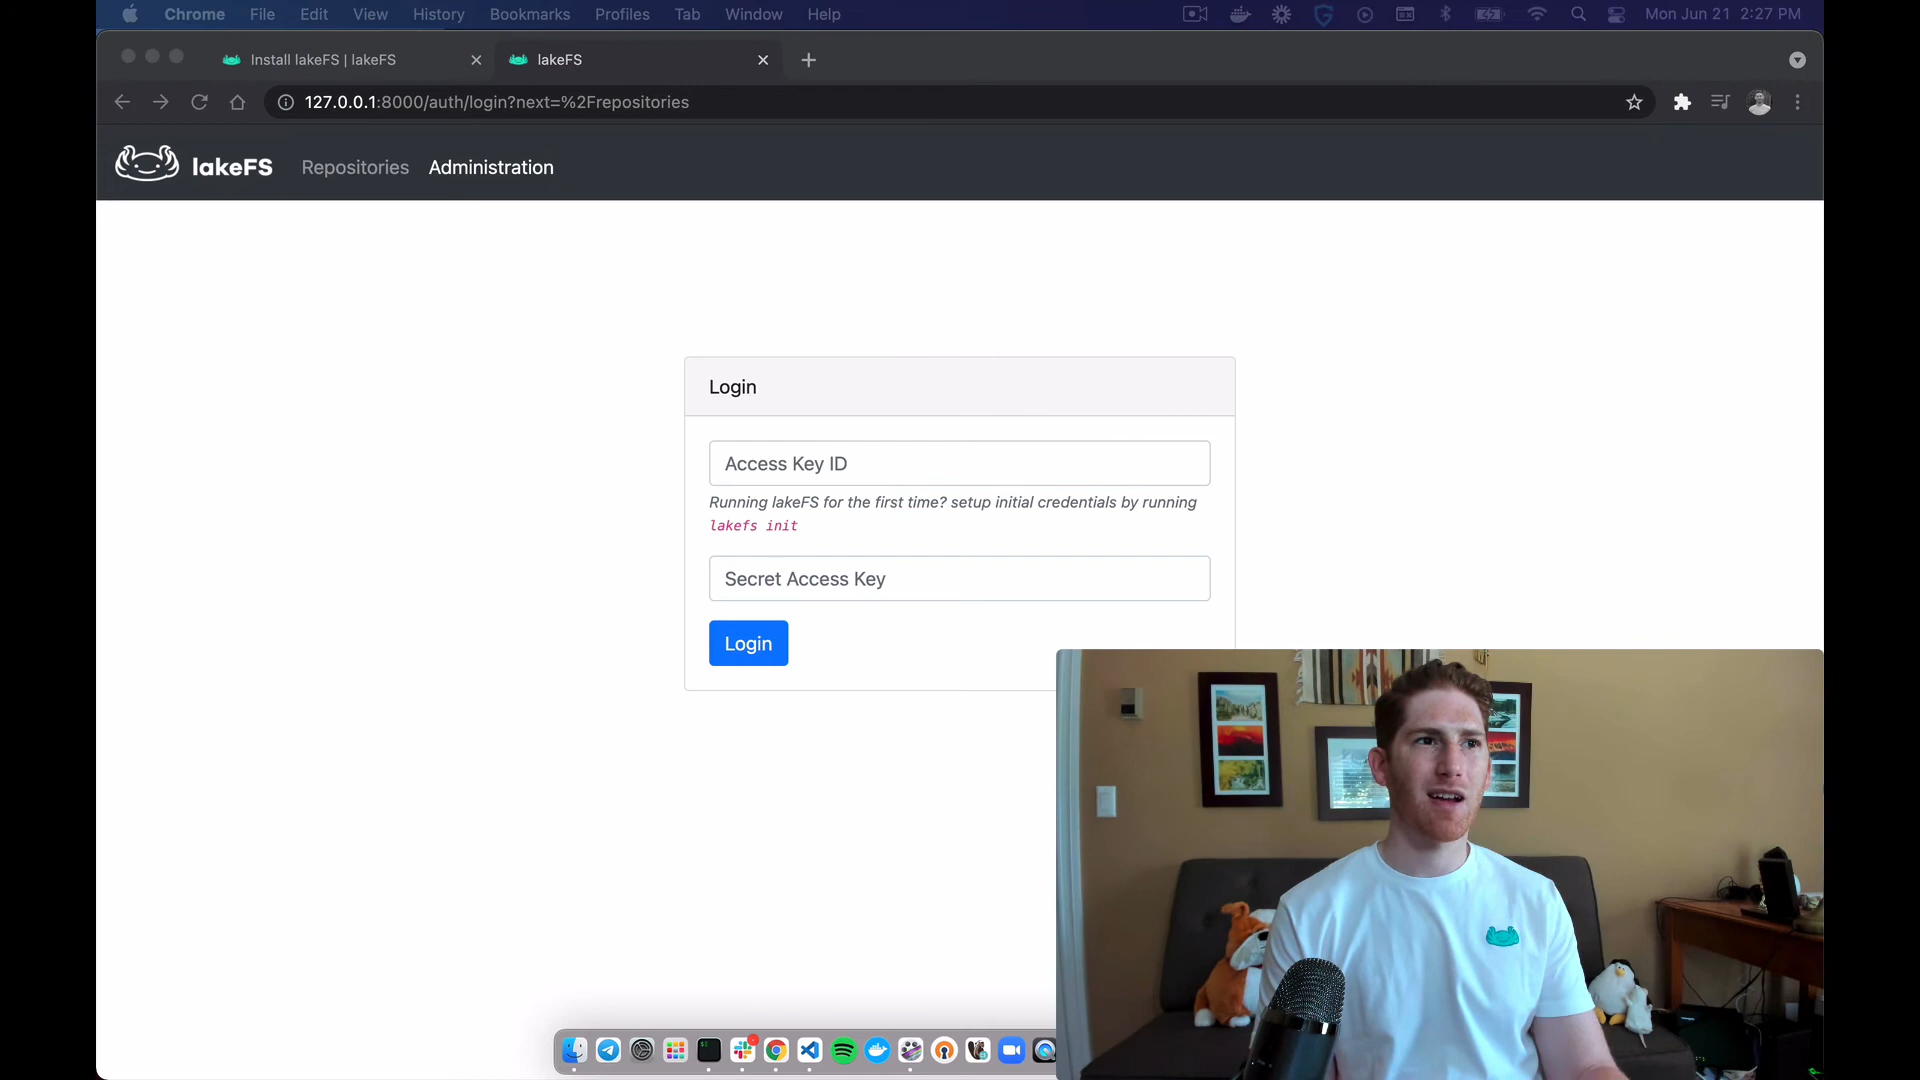 Chrome File Edit View History Bookmarks Profiles Tab Window Help Mon Jun 21 2:27 PM
Install lakeFS | lakeFS
lakeFS
127.0.0.1:8000/auth/login?next=%2Frepositories
lakeFS Repositories Administration
Login
Access Key ID
Running lakeFS for the first time? setup initial credentials by running
lakefs init
Secret Access Key
Login